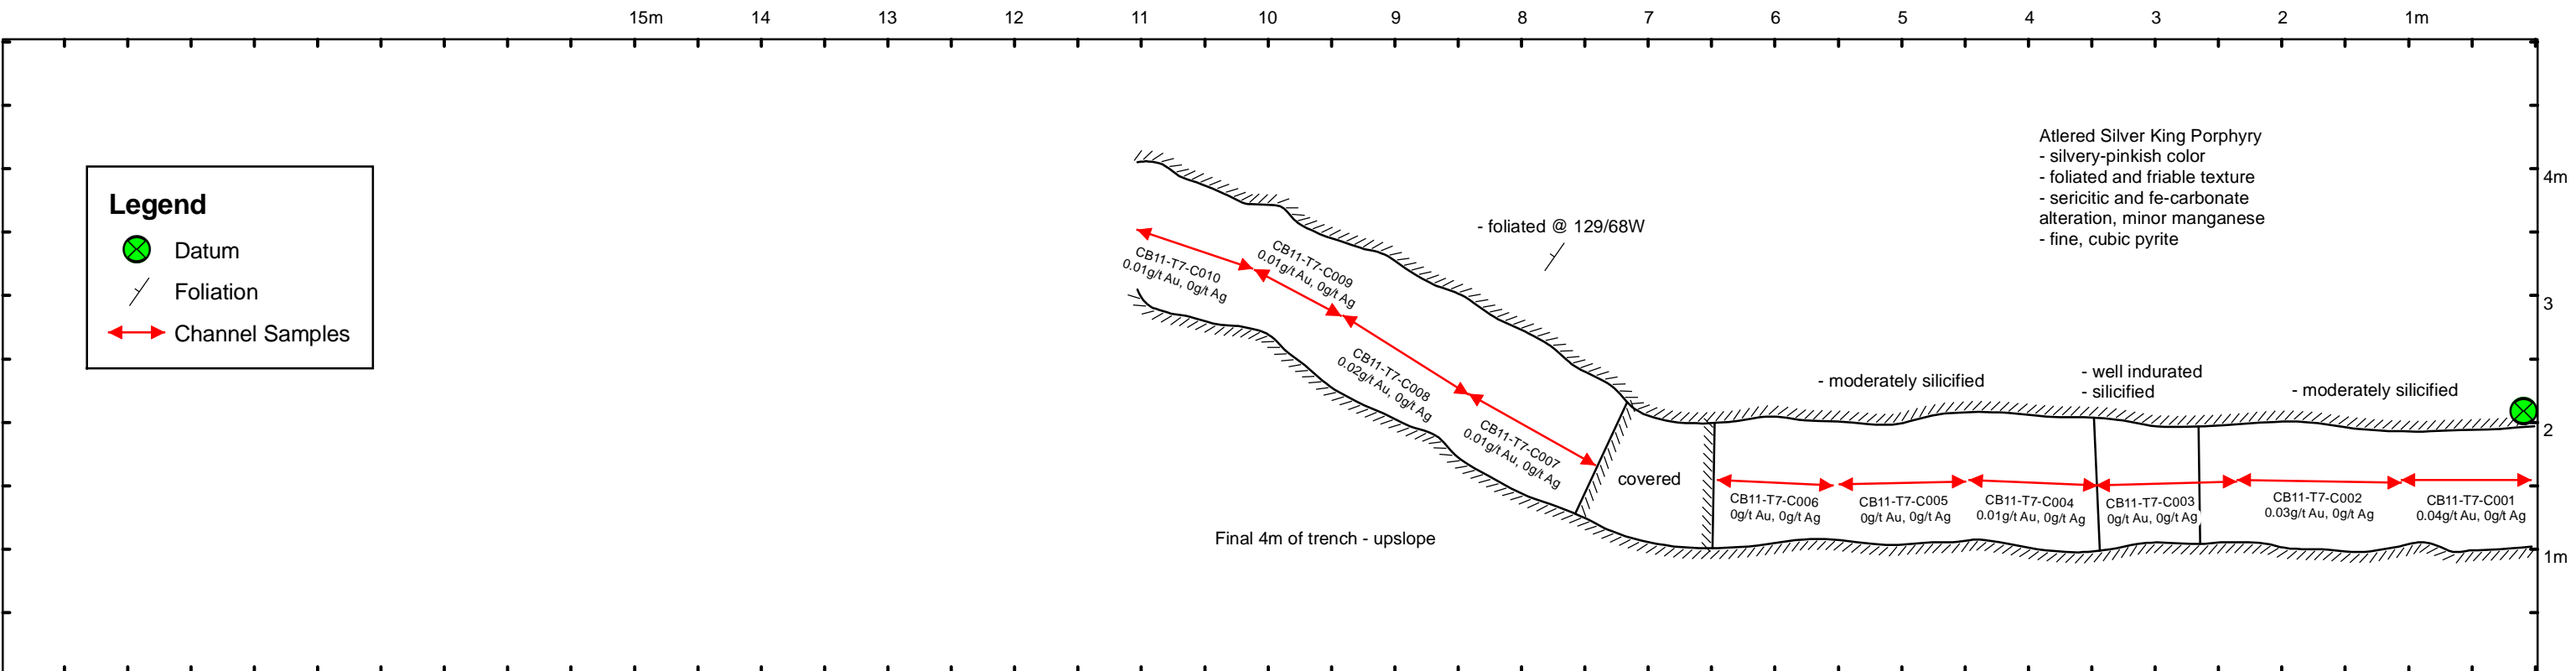 15m 14 13 12 11 10 9 8 7 6 5 4 3 2 1m
Legend
Datum
Foliation
Channel Samples
Atlered Silver King Porphyry
- silvery-pinkish color
- foliated and friable texture
- sericitic and fe-carbonate
alteration, minor manganese
- fine, cubic pyrite
4m
3
2
1m
- foliated @ 129/68W
CB11-T7-C010
0.01g/t Au, 0g/t Ag
CB11-T7-C009
0.01g/t Au, 0g/t Ag
CB11-T7-C008
0.02g/t Au, 0g/t Ag
CB11-T7-C007
0.01g/t Au, 0g/t Ag
- moderately silicified
- well indurated
- silicified
- moderately silicified
covered
CB11-T7-C006
0g/t Au, 0g/t Ag
CB11-T7-C005
0g/t Au, 0g/t Ag
CB11-T7-C004
0.01g/t Au, 0g/t Ag
CB11-T7-C003
0g/t Au, 0g/t Ag
CB11-T7-C002
0.03g/t Au, 0g/t Ag
CB11-T7-C001
0.04g/t Au, 0g/t Ag
Final 4m of trench - upslope